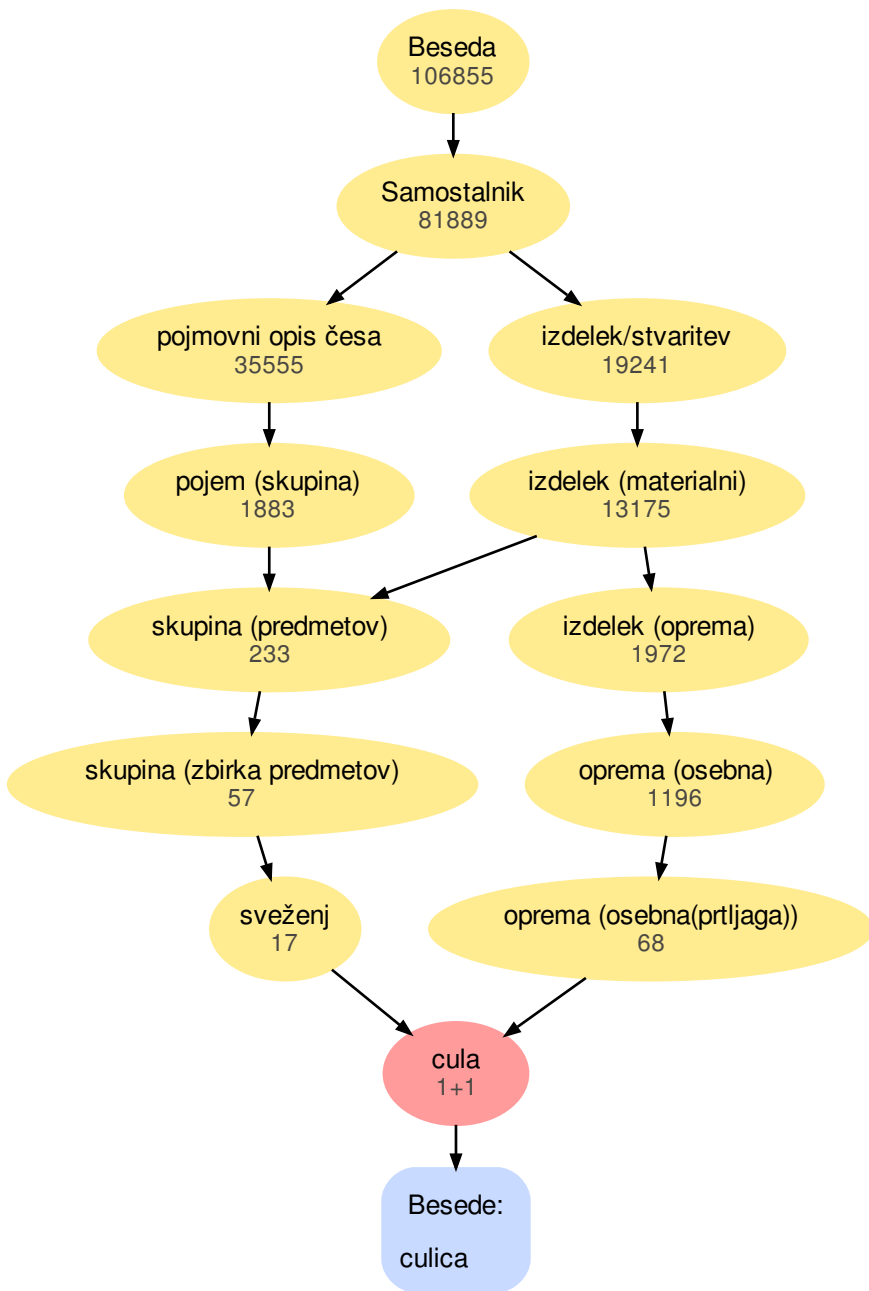 Beseda
106855
Samostalnik
81889
pojmovni opis česa
35555
izdelek/stvaritev
19241
pojem (skupina)
1883
izdelek (materialni)
13175
skupina (predmetov)
233
izdelek (oprema)
1972
skupina (zbirka predmetov)
57
oprema (osebna)
1196
sveženj
17
oprema (osebna(prtljaga))
68
cula
1+1
Besede:
culica